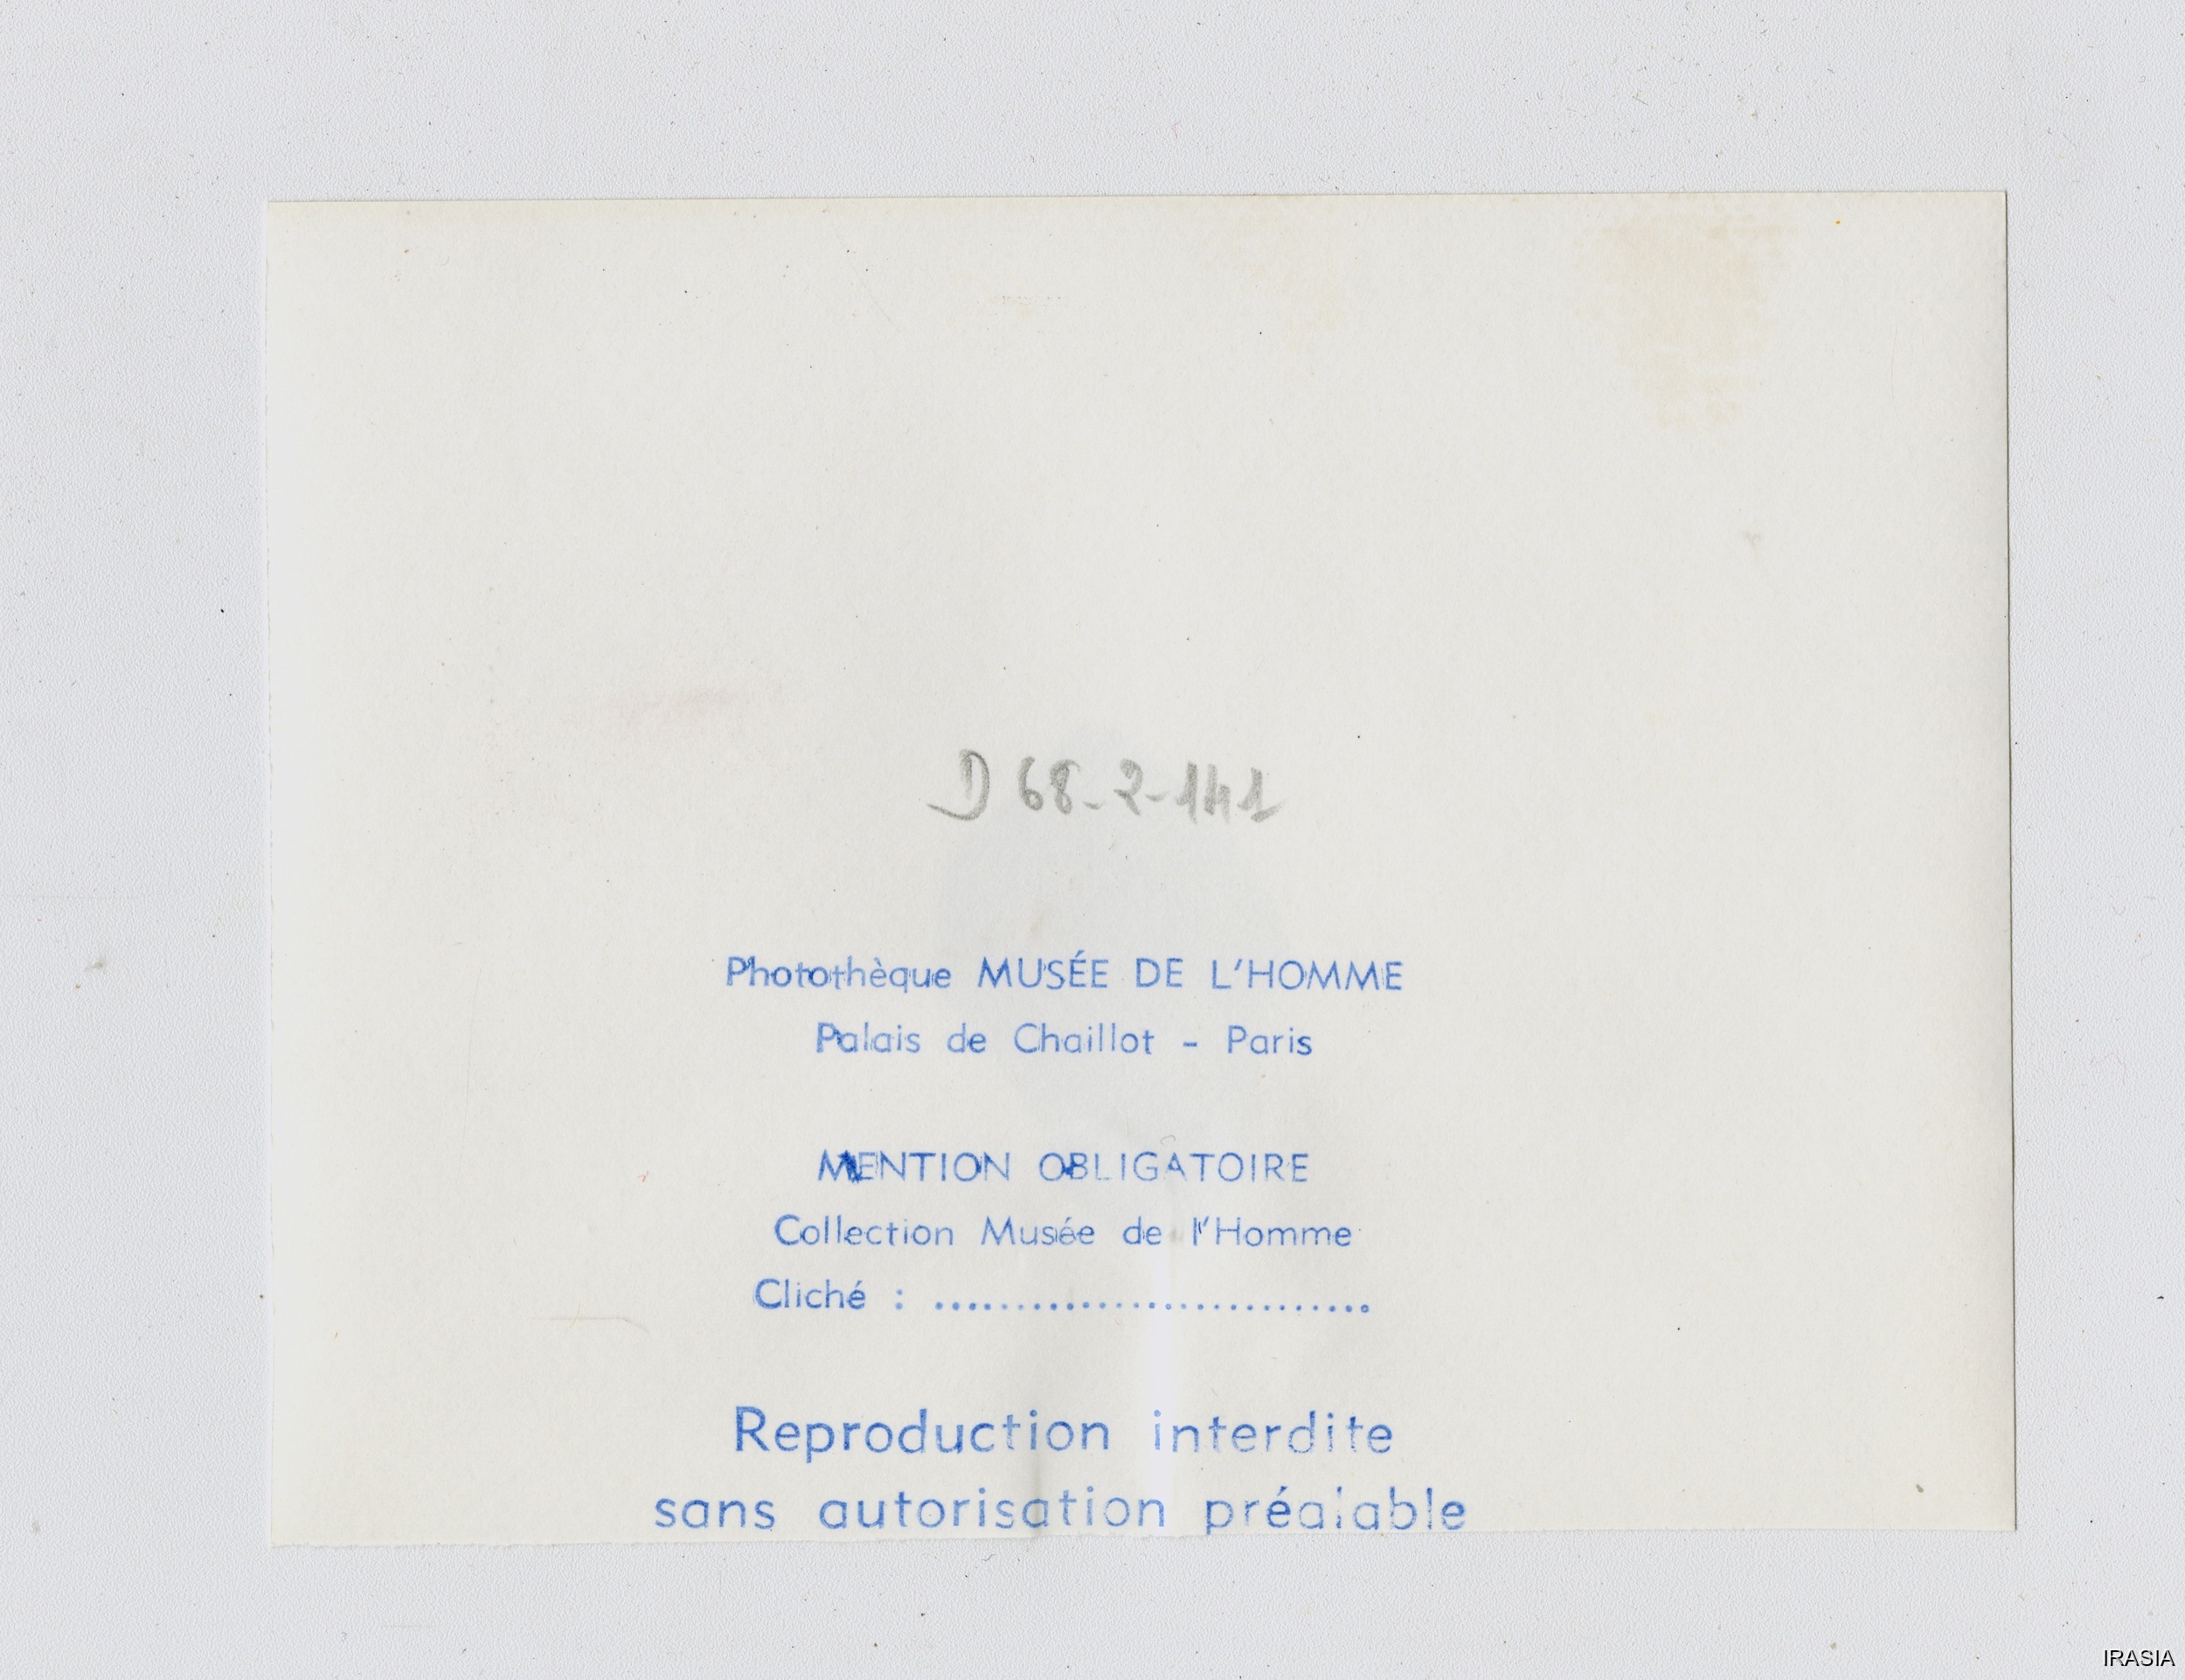 D 68-2-141
Photothèque MUSÉE DE L'HOMME
Palais de Chaillot - Paris
MENTION OBLIGATOIRE
Collection Musée de l'Homme
Cliché : ...........................
Reproduction interdite
sans autorisation préalable
IRASIA